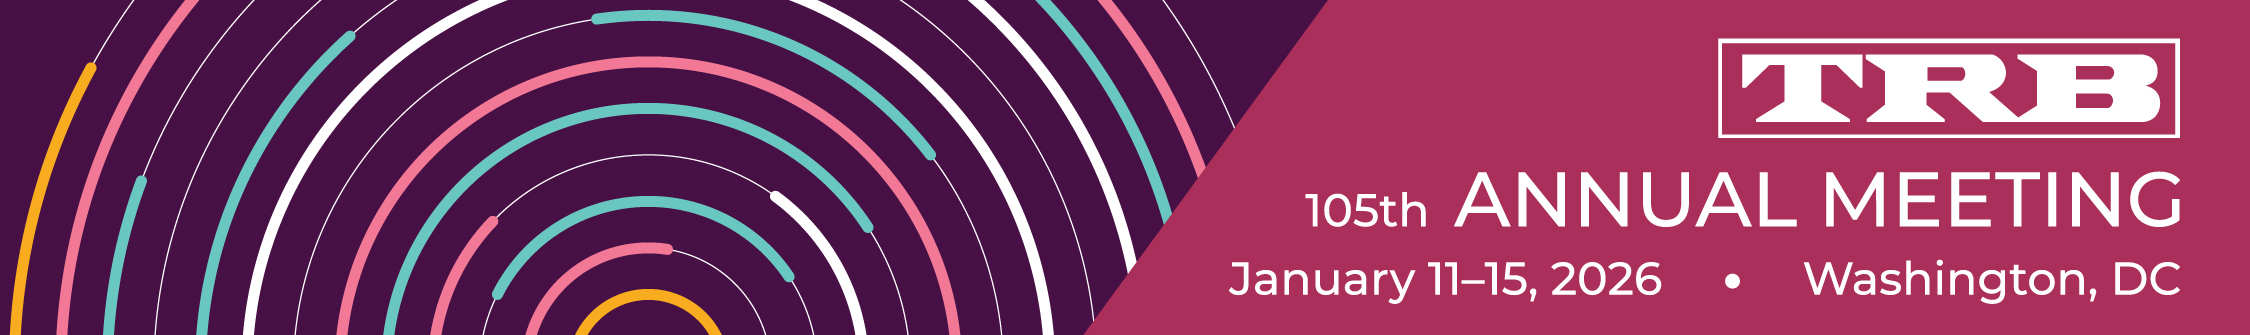 TRB
105th ANNUAL MEETING
January 11–15, 2026 • Washington, DC